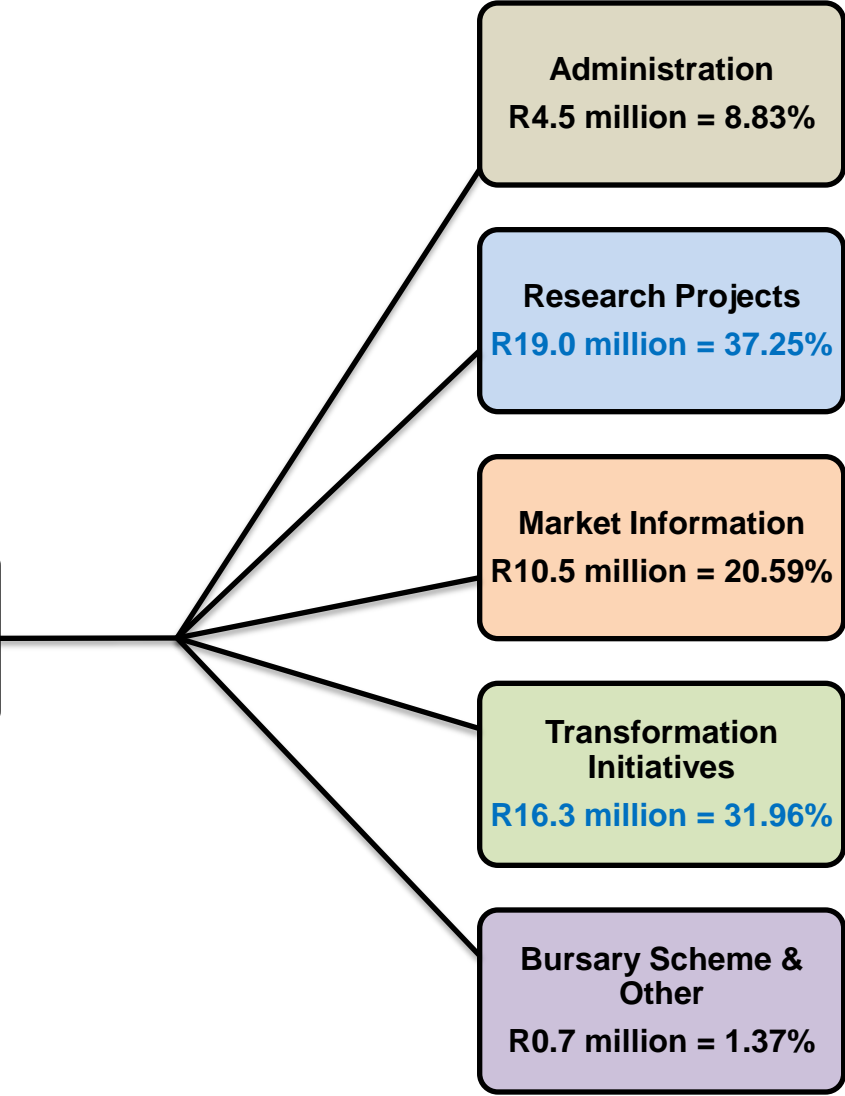 Administration
R4.5 million = 8.83%
Research Projects
R19.0 million = 37.25%
Market Information
R10.5 million = 20.59%
Transformation
Initiatives
R16.3 million = 31.96%
Bursary Scheme &
Other
R0.7 million = 1.37%